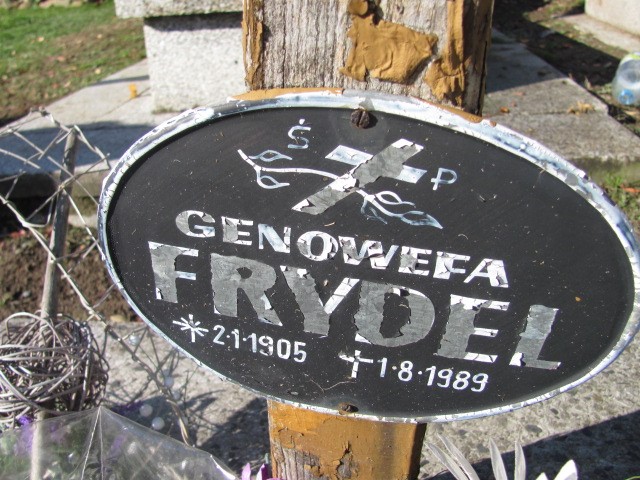 Ś P
GENOWEFA
FRYDEL
* 2·1·1905 † 1·8·1989